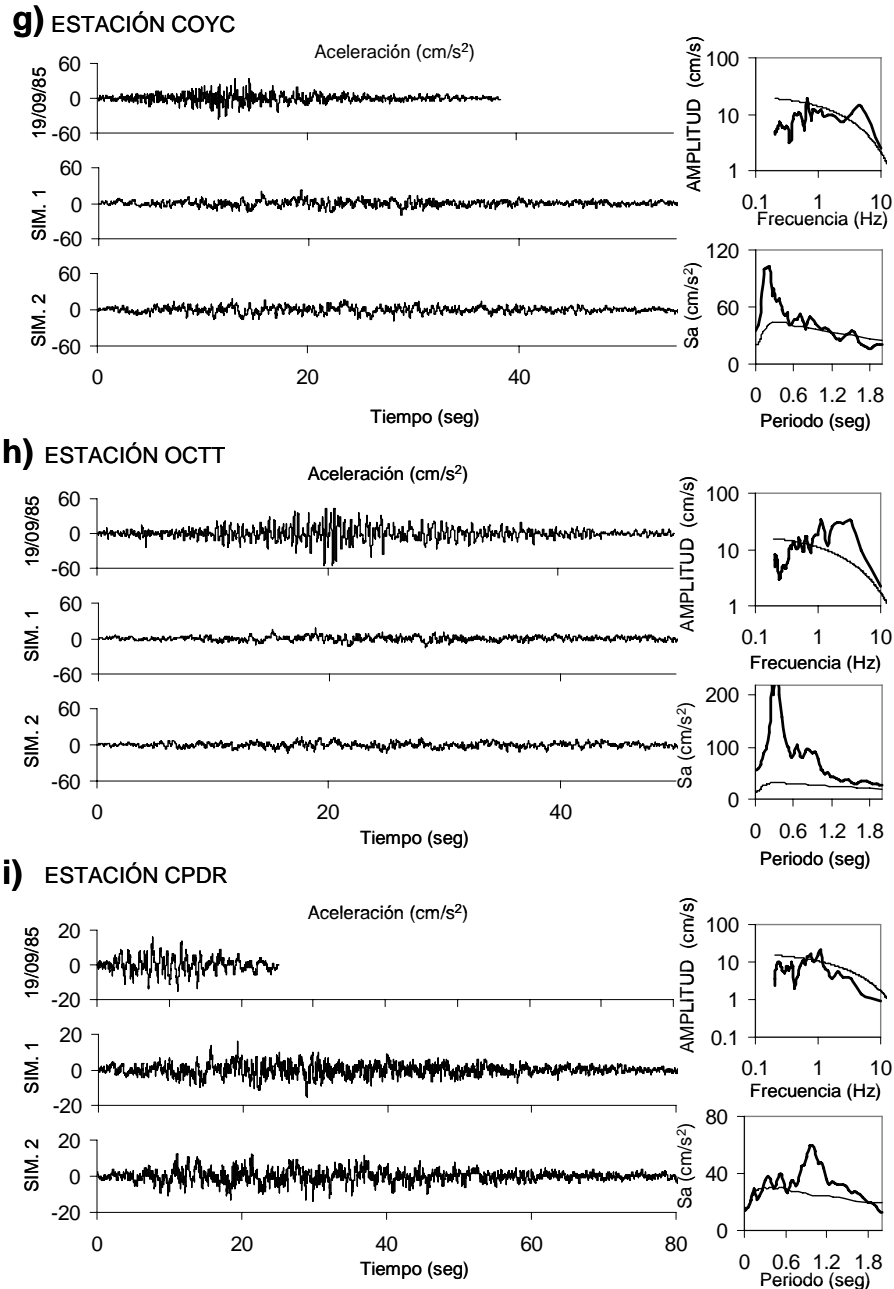 g) ESTACIÓN COYC
Aceleración (cm/s²)
60
0
-60
19/09/85
60
0
-60
SIM. 1
60
0
-60
SIM. 2
0 20 40
Tiempo (seg)
100
10
1
AMPLITUD (cm/s)
0.1 1 10
Frecuencia (Hz)
120
60
0
Sa (cm/s²)
0 0.6 1.2 1.8
Periodo (seg)
h) ESTACIÓN OCTT
Aceleración (cm/s²)
60
0
-60
19/09/85
60
0
-60
SIM. 1
60
0
-60
SIM. 2
0 20 40
Tiempo (seg)
100
10
1
AMPLITUD (cm/s)
0.1 1 10
Frecuencia (Hz)
200
100
0
Sa (cm/s²)
0 0.6 1.2 1.8
Periodo (seg)
i) ESTACIÓN CPDR
Aceleración (cm/s²)
20
0
-20
19/09/85
20
0
-20
SIM. 1
20
0
-20
SIM. 2
0 20 40 60 80
Tiempo (seg)
100
10
1
0.1
AMPLITUD (cm/s)
0.1 1 10
Frecuencia (Hz)
80
40
0
Sa (cm/s²)
0 0.6 1.2 1.8
Periodo (seg)